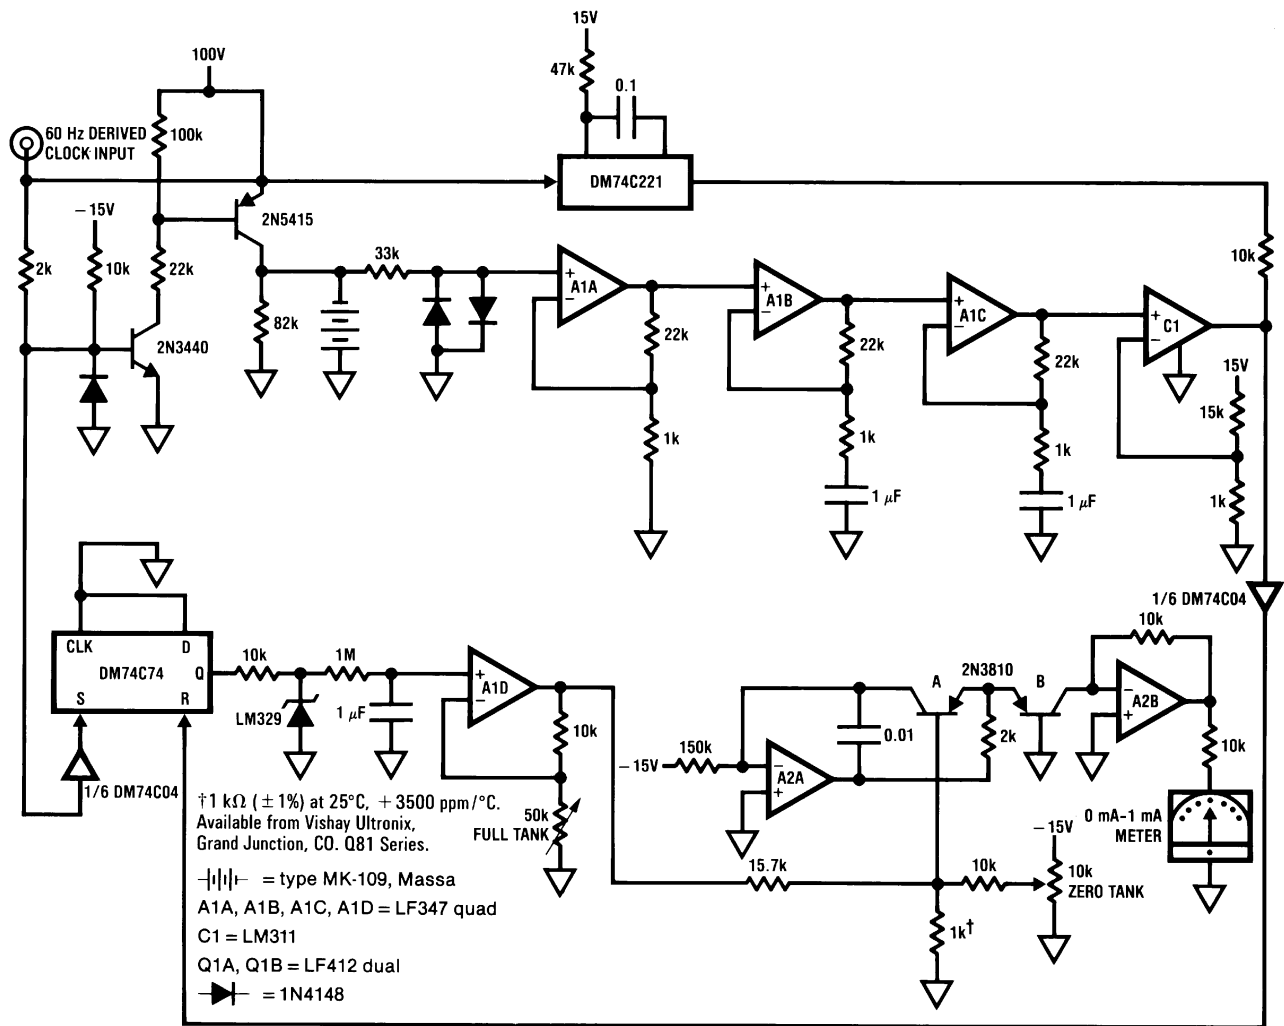 15V
100V
47k
0.1
60 Hz DERIVED
CLOCK INPUT
100k
DM74C221
−15V
2N5415
2k
10k
22k
33k
10k
82k
2N3440
+
−
A1A
+
−
A1B
+
−
A1C
+
−
C1
22k
22k
22k
15V
15k
1k
1k
1k
1 µF
1 µF
1k
1/6 DM74C04
CLK
D
DM74C74
Q
S
R
10k
1M
LM329
1 µF
+
−
A1D
10k
50k
FULL TANK
1/6 DM74C04
−15V
150k
−
+
A2A
0.01
A
2N3810
B
2k
10k
−
+
A2B
10k
0 mA-1 mA
METER
−15V
10k
ZERO TANK
15.7k
10k
1k†
†1 kΩ (±1%) at 25°C, +3500 ppm/°C.
Available from Vishay Ultronix,
Grand Junction, CO. Q81 Series.
= type MK-109, Massa
A1A, A1B, A1C, A1D = LF347 quad
C1 = LM311
Q1A, Q1B = LF412 dual
= 1N4148